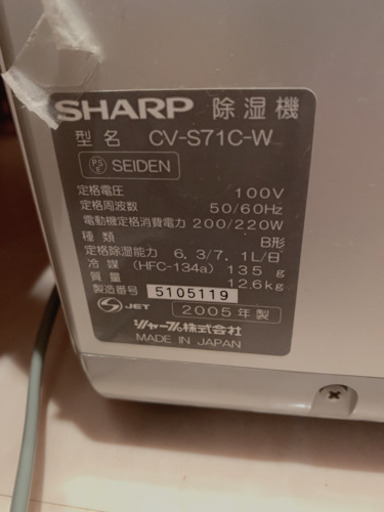 SHARP 除湿機
型名 CV-S71C-W
PSE SEIDEN
定格電圧 100V
定格周波数 50/60Hz
電動機定格消費電力 200/220W
種類 B形
定格除湿能力 6.3/7.1L/日
冷媒 (HFC-134a) 135g
質量 12.6kg
製造番号 5105119
JET 2005年製
シャープ株式会社
MADE IN JAPAN